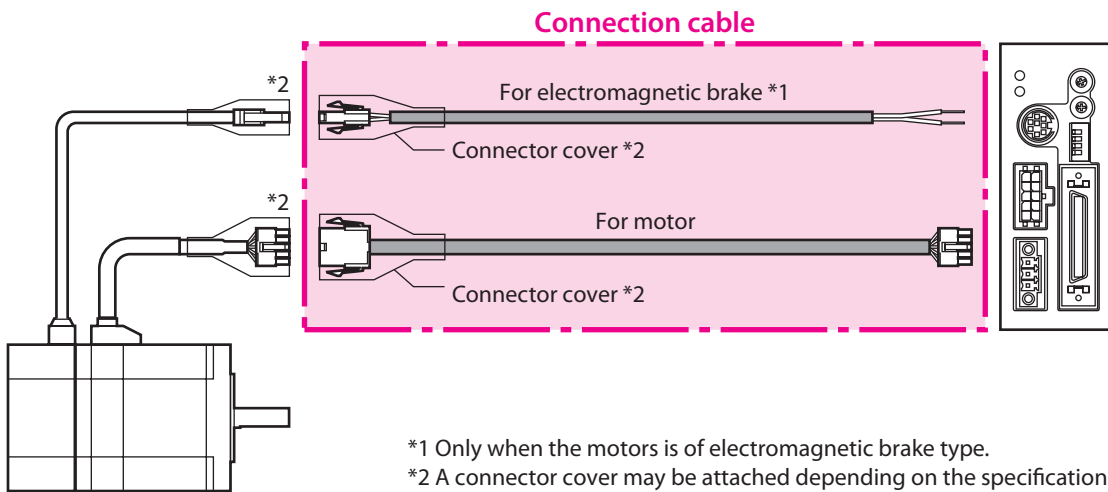 Connection cable
*2
For electromagnetic brake *1
Connector cover *2
*2
For motor
Connector cover *2
*1 Only when the motors is of electromagnetic brake type.
*2 A connector cover may be attached depending on the specification